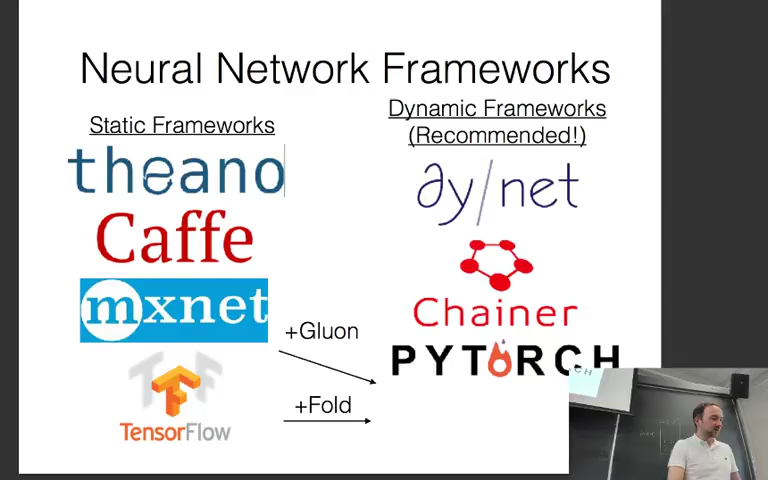 Neural Network Frameworks
Static Frameworks
theano
Caffe
mxnet
TensorFlow
+Gluon
+Fold
Dynamic Frameworks
(Recommended!)
dy/net
Chainer
PYTORCH